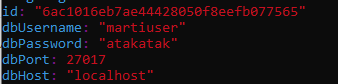 id: "6ac1016eb7ae44428050f8eefb077565"
dbUsername: "martiuser"
dbPassword: "atakatak"
dbPort: 27017
dbHost: "localhost"